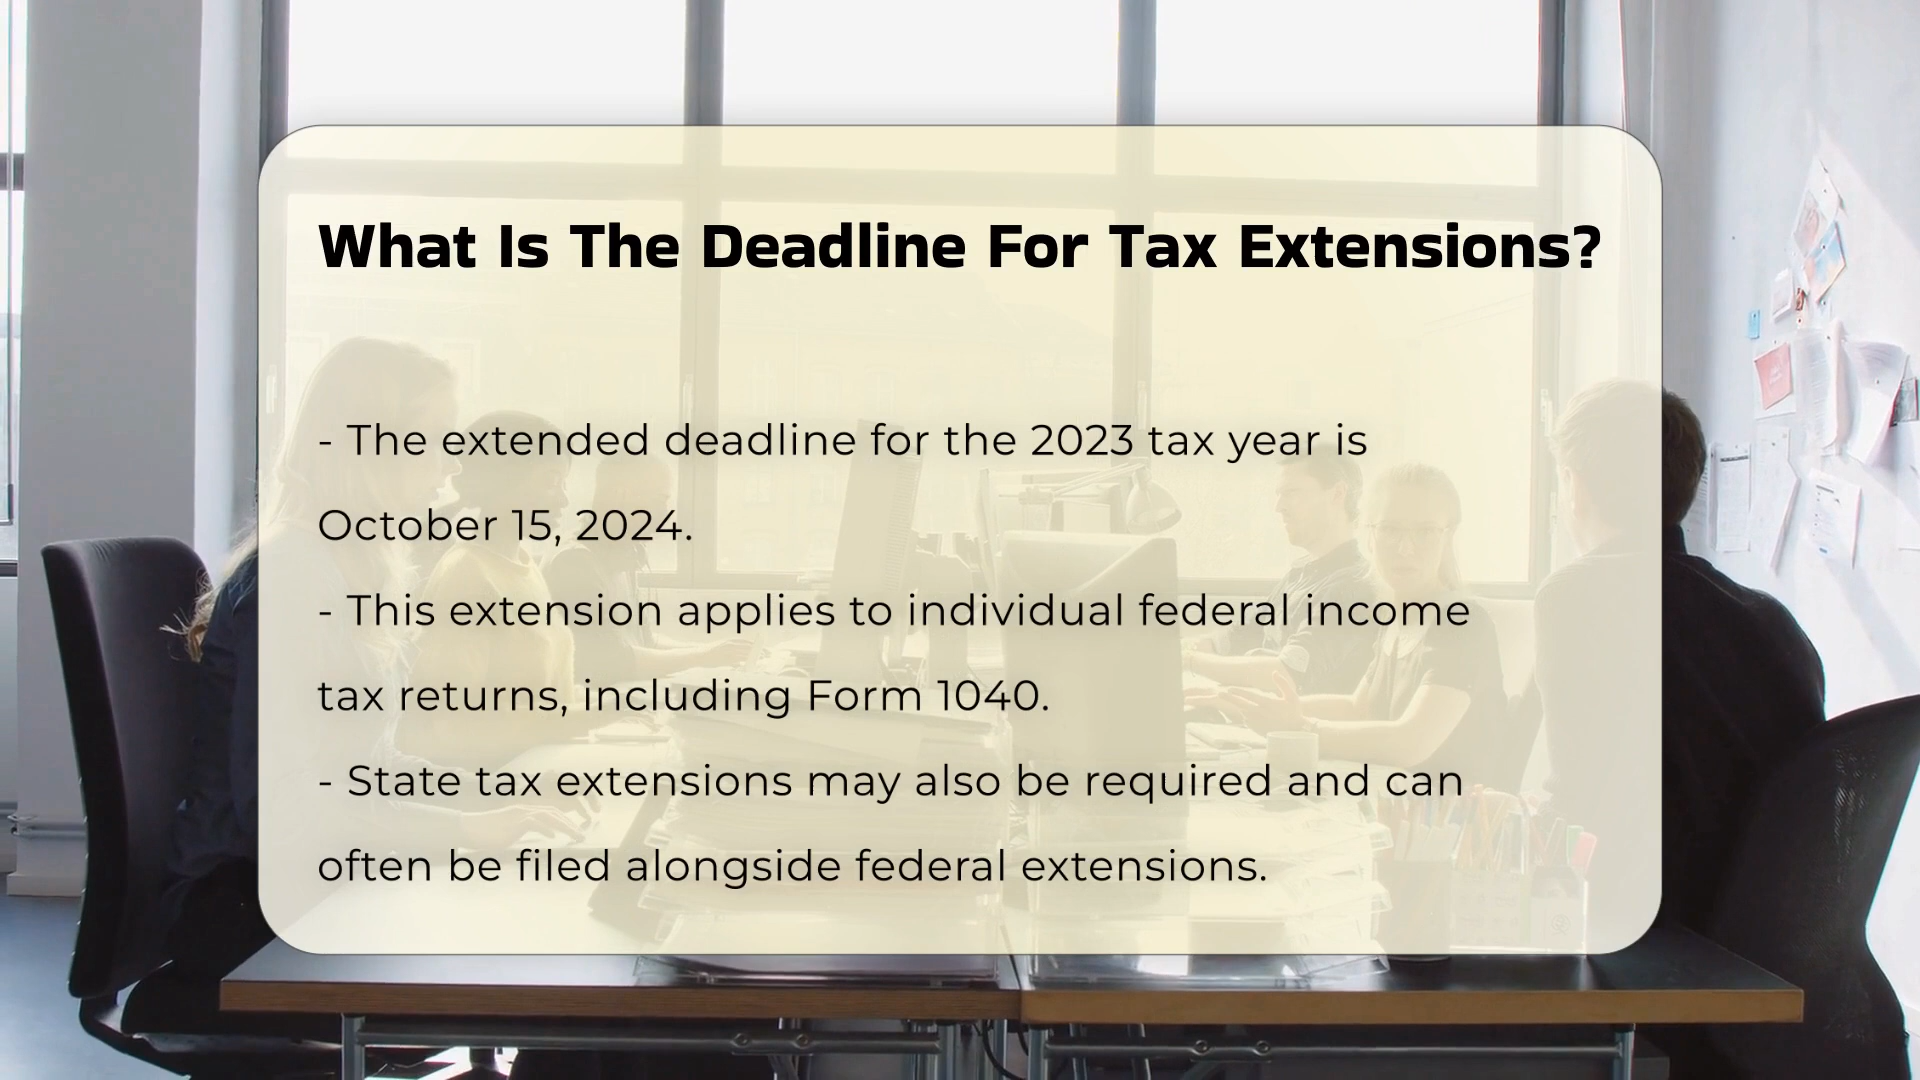 What Is The Deadline For Tax Extensions?
- The extended deadline for the 2023 tax year is
October 15, 2024.
- This extension applies to individual federal income
tax returns, including Form 1040.
- State tax extensions may also be required and can
often be filed alongside federal extensions.